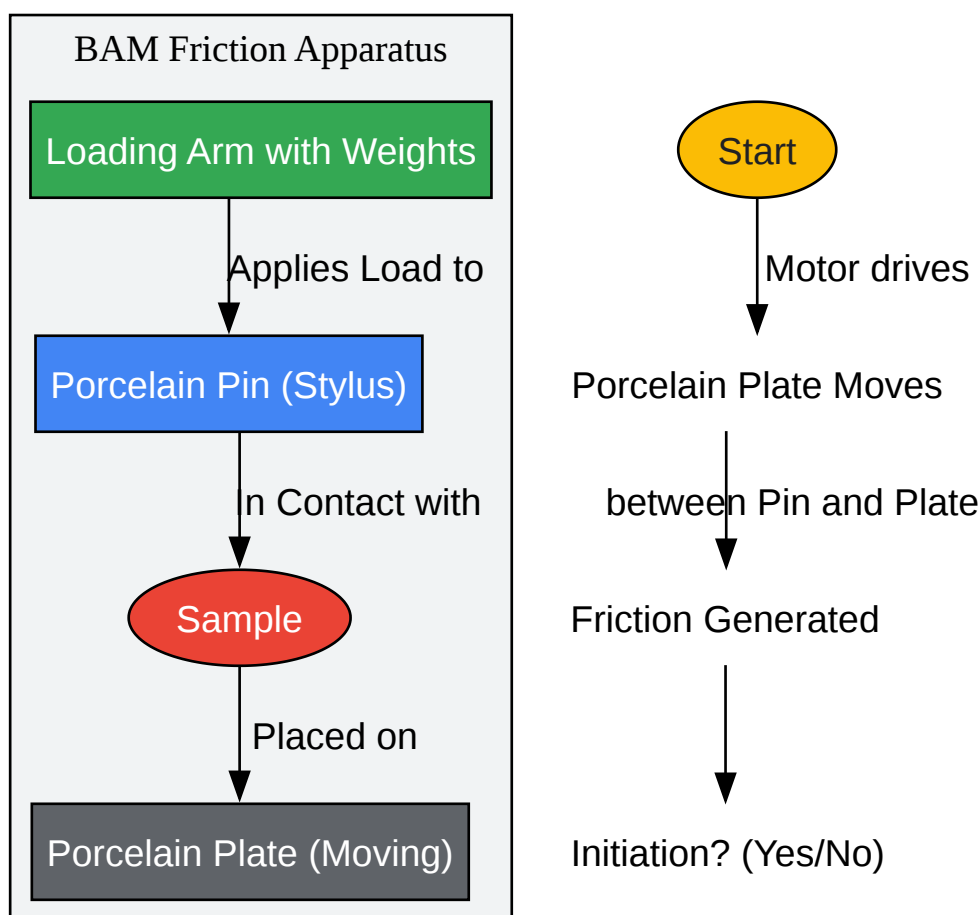 BAM Friction Apparatus
Loading Arm with Weights
Applies Load to
Porcelain Pin (Stylus)
In Contact with
Sample
Placed on
Porcelain Plate (Moving)
Start
Motor drives
Porcelain Plate Moves
between Pin and Plate
Friction Generated
Initiation? (Yes/No)